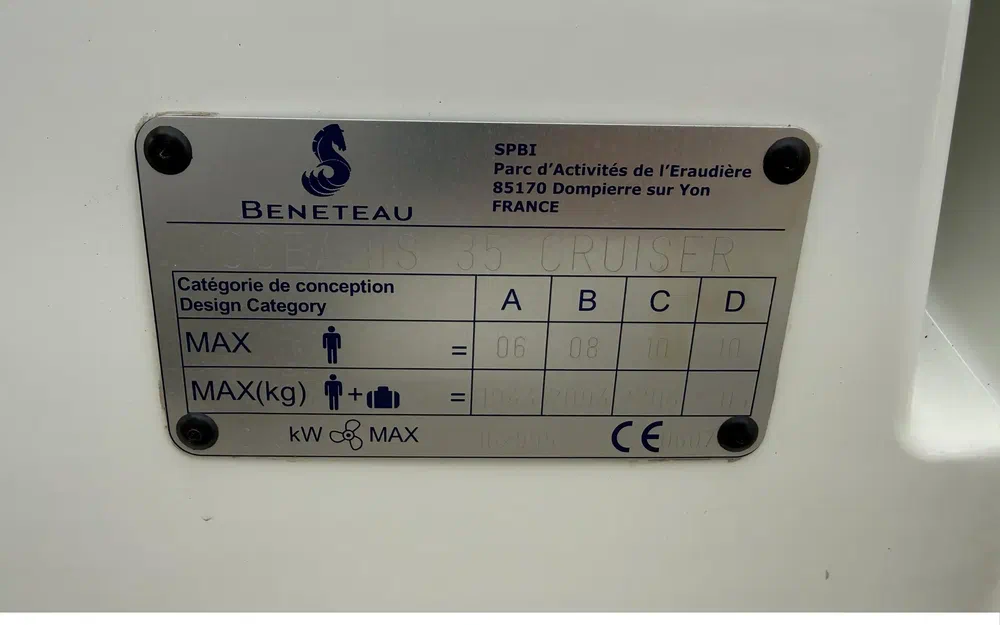 BENETEAU
SPBI
Parc d'Activités de l'Eraudière
85170 Dompierre sur Yon
FRANCE
OCEANIS 35 CRUISER
Catégorie de conception
Design Category A B C D
MAX = 06 08 10 10
MAX(kg) + =
kW MAX CE